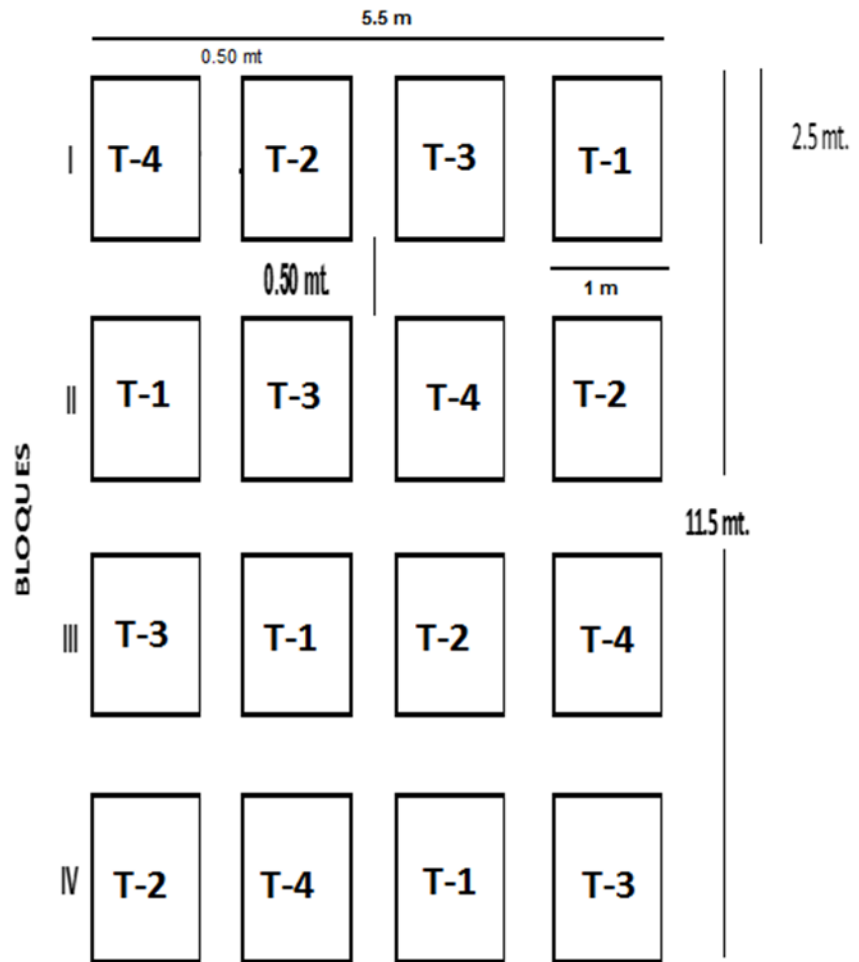 5.5 m
0.50 mt
I
T-4
T-2
T-3
T-1
2.5 mt.
0.50 mt.
1 m
II
T-1
T-3
T-4
T-2
BLOQUES
11.5 mt.
III
T-3
T-1
T-2
T-4
IV
T-2
T-4
T-1
T-3